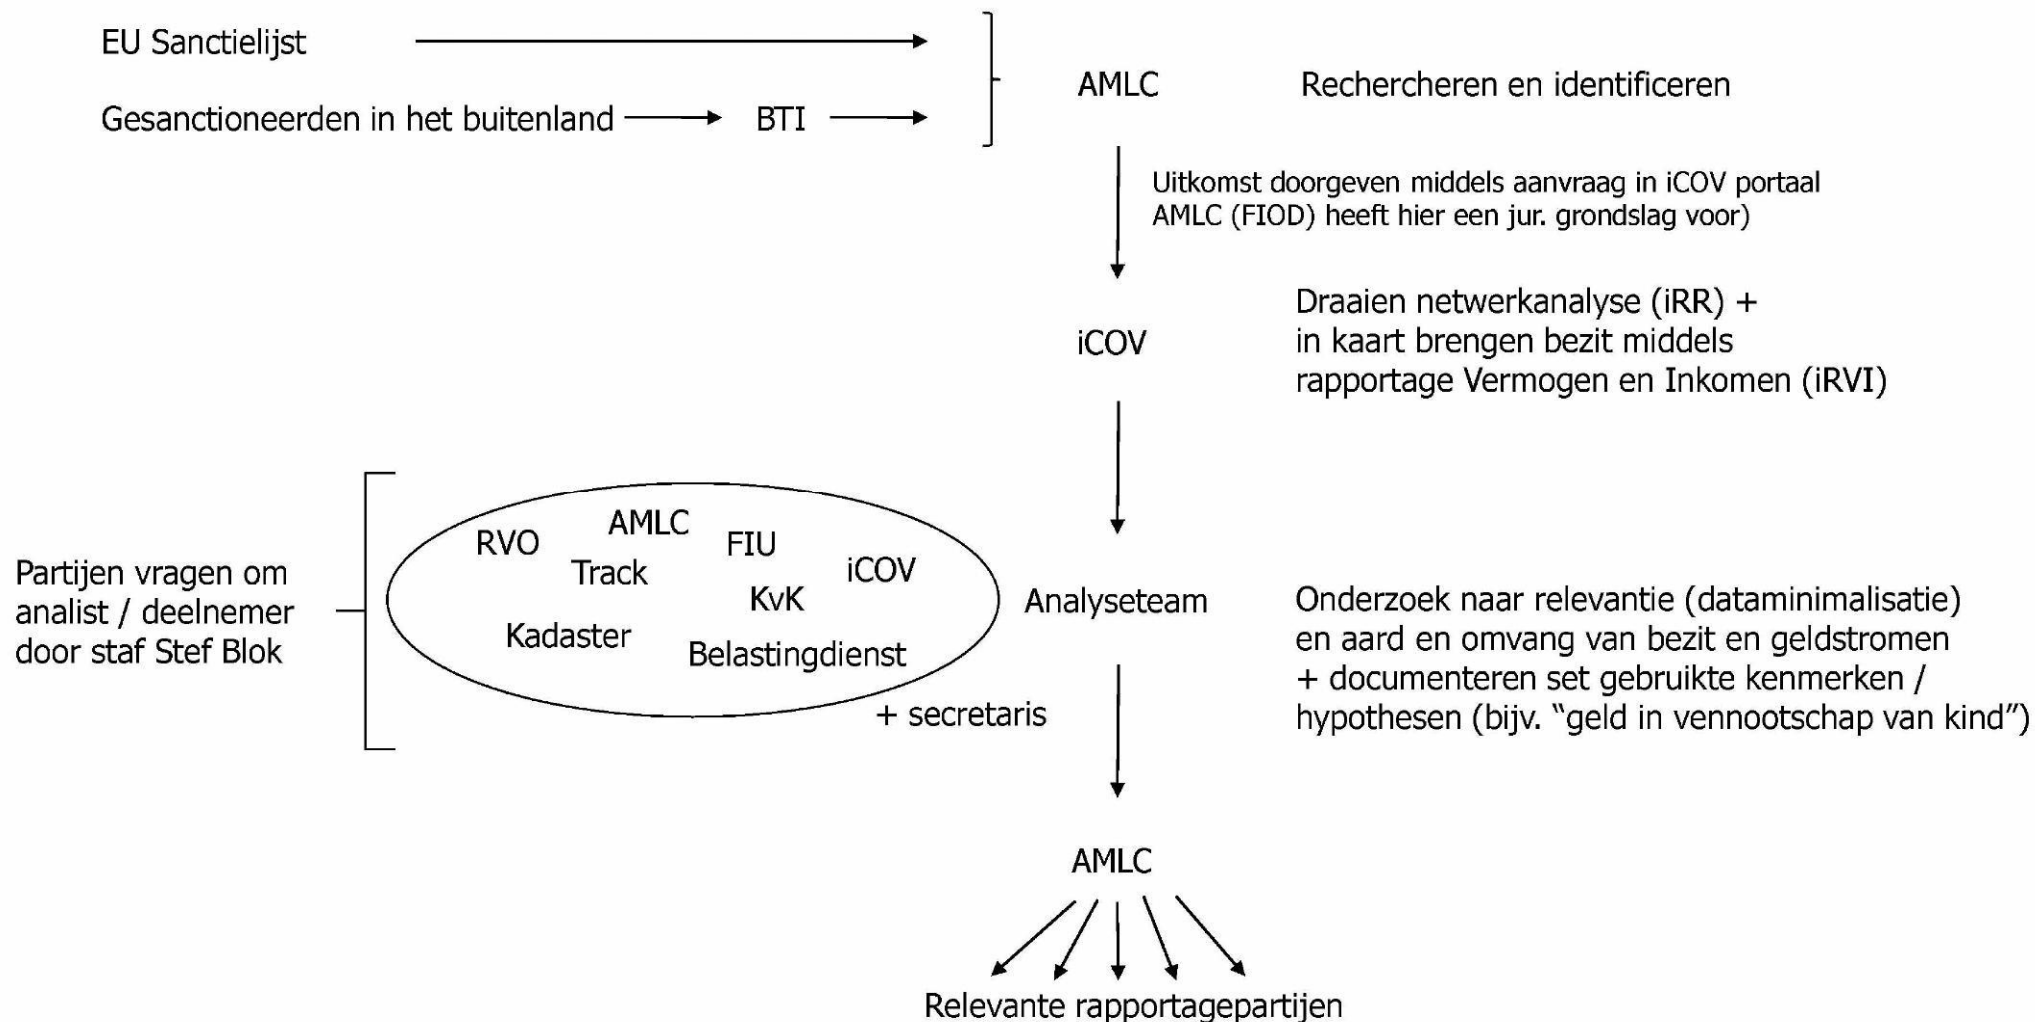 EU Sanctielijst
Gesanctioneerden in het buitenland
BTI
AMLC
Rechercheren en identificeren
Uitkomst doorgeven middels aanvraag in iCOV portaal
AMLC (FIOD) heeft hier een jur. grondslag voor)
iCOV
Draaien netwerkanalyse (iRR) +
in kaart brengen bezit middels
rapportage Vermogen en Inkomen (iRVI)
Partijen vragen om
analist / deelnemer
door staf Stef Blok
RVO
AMLC
FIU
Track
iCOV
KvK
Kadaster
Belastingdienst
+ secretaris
Analyseteam
Onderzoek naar relevantie (dataminimalisatie)
en aard en omvang van bezit en geldstromen
+ documenteren set gebruikte kenmerken /
hypothesen (bijv. “geld in vennootschap van kind”)
AMLC
Relevante rapportagepartijen